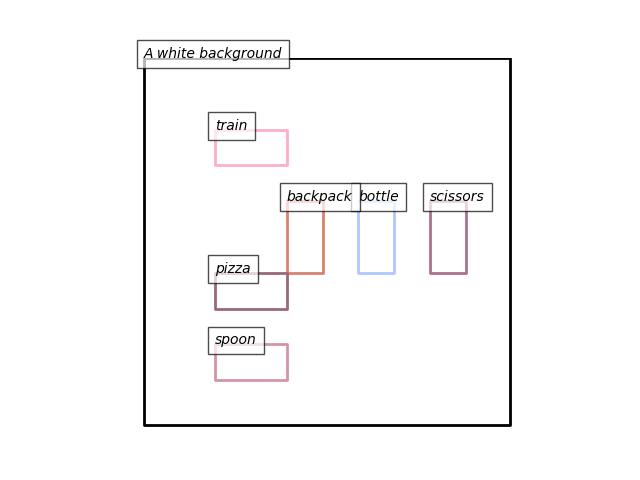 A white background
train
backpack
bottle
scissors
pizza
spoon